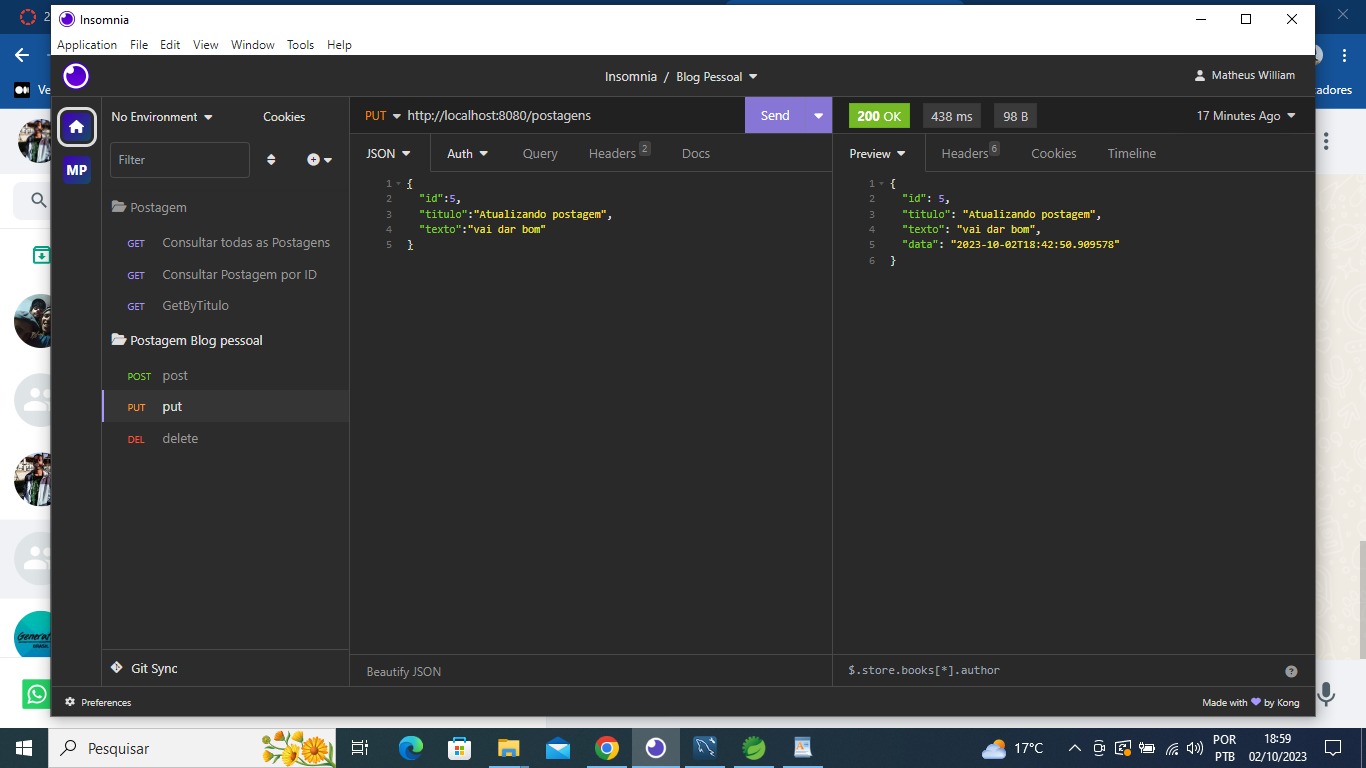 Insomnia
Application File Edit View Window Tools Help
Insomnia / Blog Pessoal
Matheus William
Ve
adores
No Environment
Cookies
PUT http://localhost:8080/postagens
Send
200 OK
438 ms
98 B
17 Minutes Ago
MP
Filter
JSON
Auth
Query
Headers 2
Docs
Preview
Headers 6
Cookies
Timeline
Postagem
GET Consultar todas as Postagens
GET Consultar Postagem por ID
GET GetByTitulo
Postagem Blog pessoal
POST post
PUT put
DEL delete
1 {
2 "id":5,
3 "titulo":"Atualizando postagem",
4 "texto":"vai dar bom"
5 }
1 {
2 "id": 5,
3 "titulo": "Atualizando postagem",
4 "texto": "vai dar bom",
5 "data": "2023-10-02T18:42:50.909578"
6 }
Git Sync
Beautify JSON
$.store.books[*].author
Preferences
Made with by Kong
Pesquisar
17°C
POR
PTB
18:59
02/10/2023